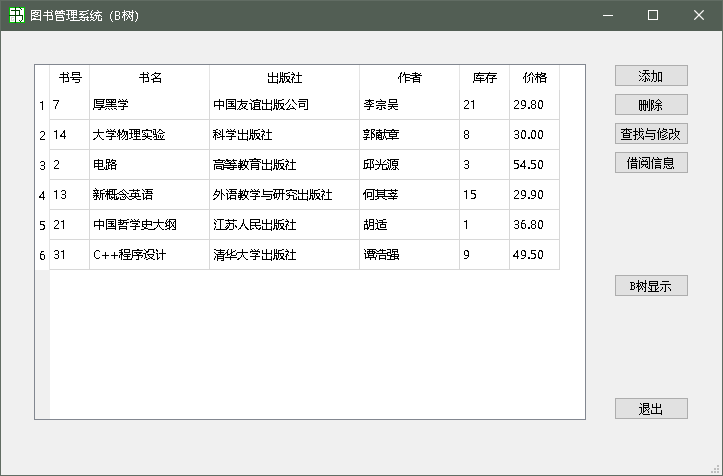 图书管理系统（B树）
书号 书名 出版社 作者 库存 价格
1 7 厚黑学 中国友谊出版公司 李宗吴 21 29.80
2 14 大学物理实验 科学出版社 郭献章 8 30.00
3 2 电路 高等教育出版社 邱光源 3 54.50
4 13 新概念英语 外语教学与研究出版社 何其莘 15 29.90
5 21 中国哲学史大纲 江苏人民出版社 胡适 1 36.80
6 31 C++程序设计 清华大学出版社 谭浩强 9 49.50
添加
删除
查找与修改
借阅信息
B树显示
退出